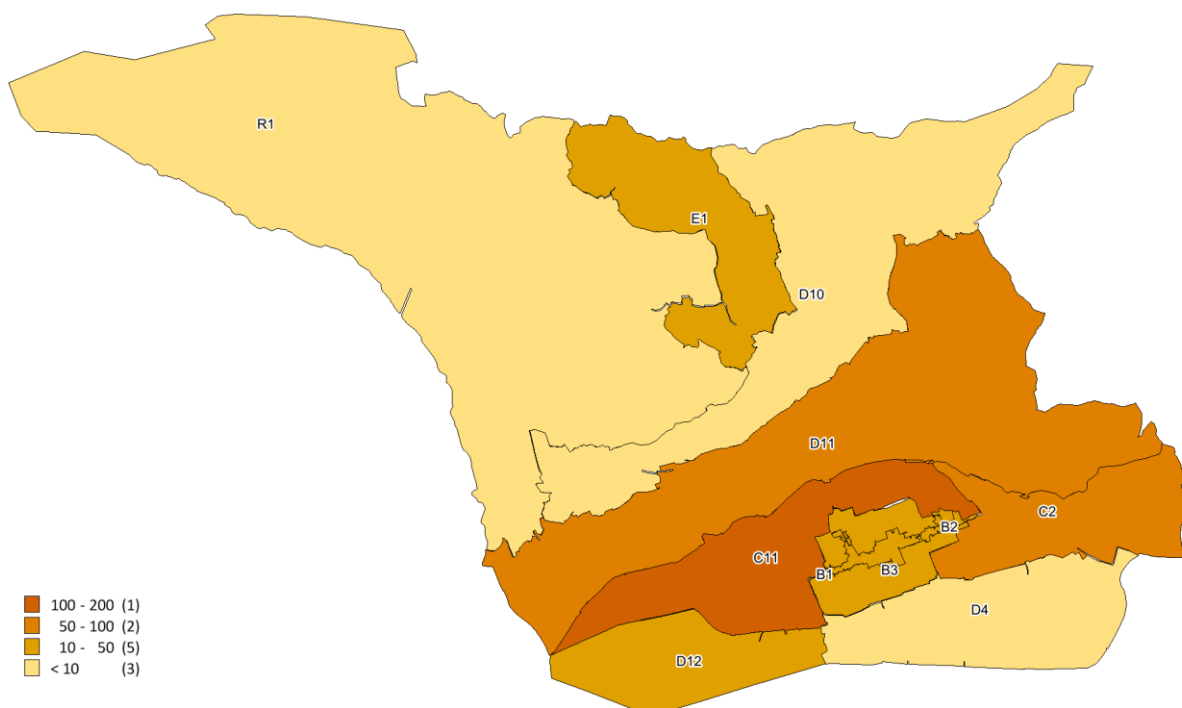 R1
E1
D10
D11
C2
B2
C11
B1
B3
D4
D12
100 - 200 (1)
50 - 100 (2)
10 - 50 (5)
< 10 (3)